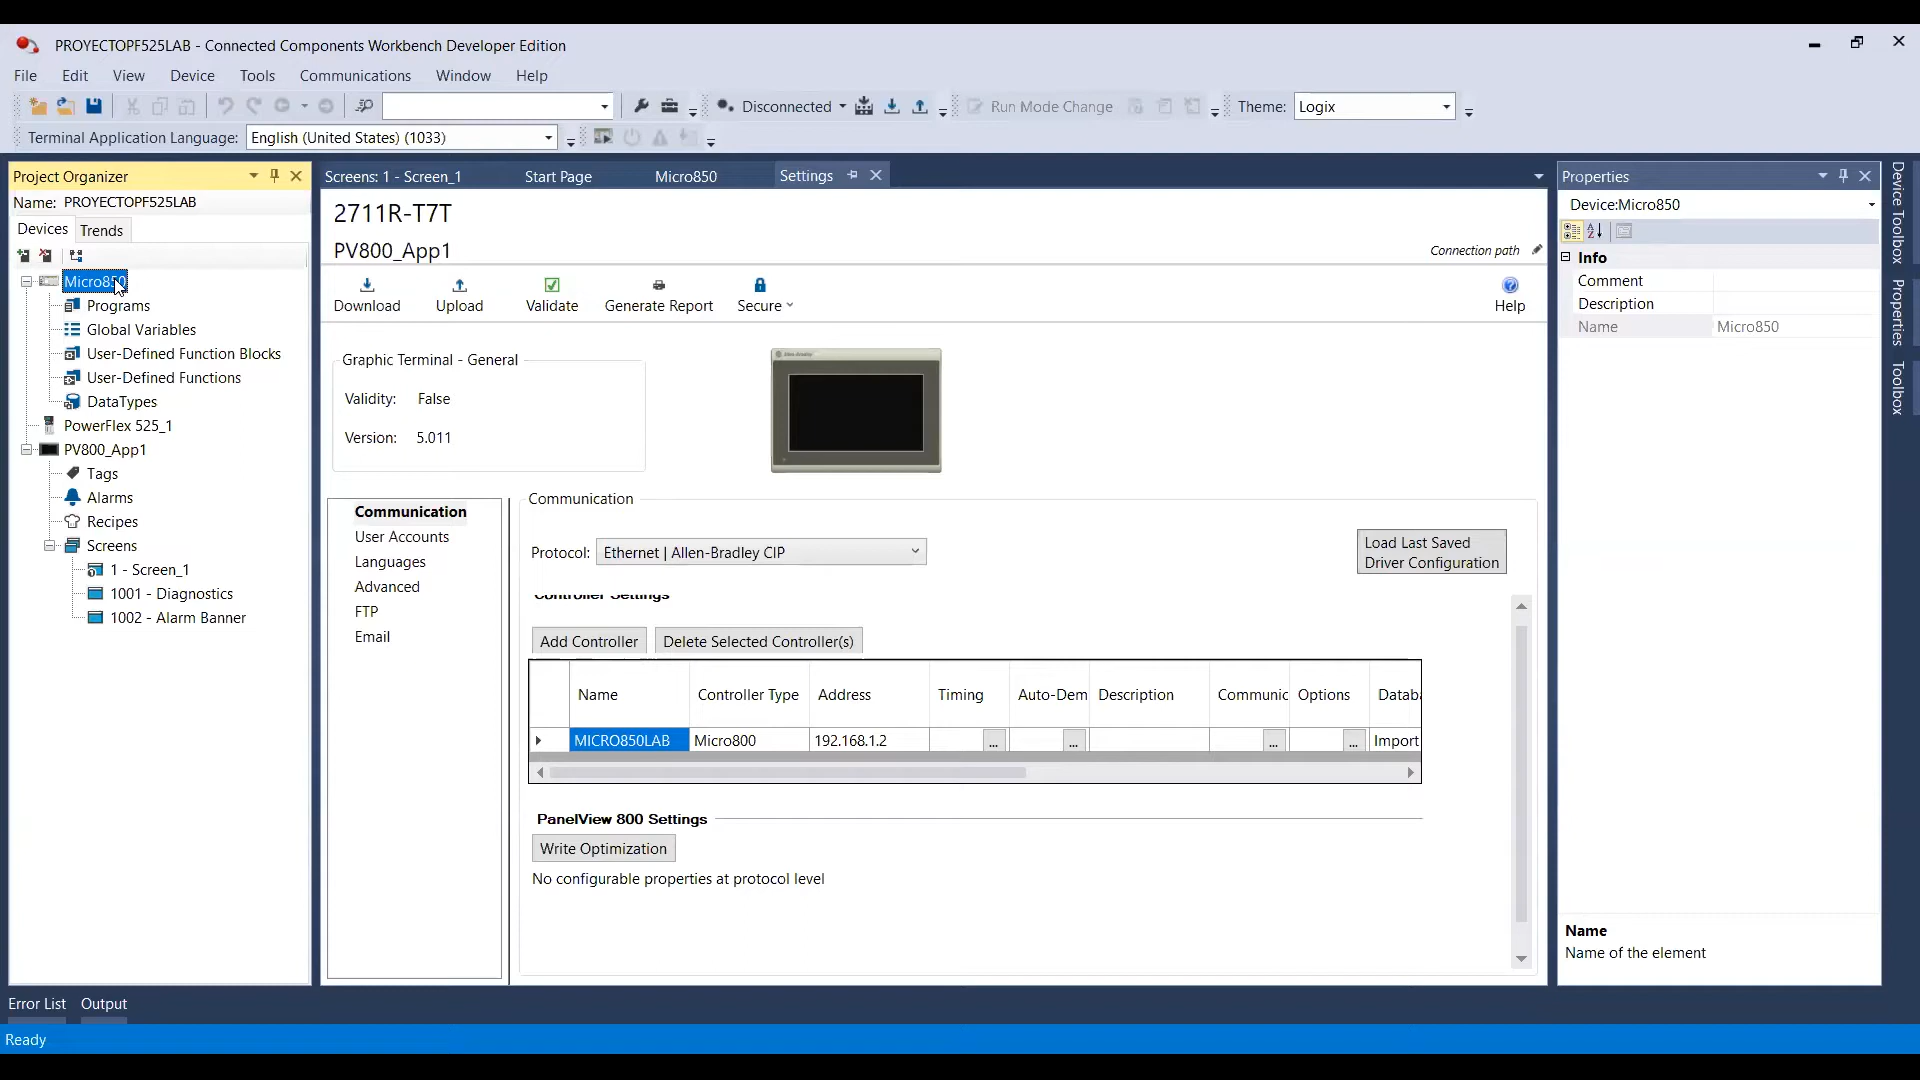 PROYECTOPF525LAB - Connected Components Workbench Developer Edition
File Edit View Device Tools Communications Window Help
Disconnected Run Mode Change Theme: Logix
Terminal Application Language: English (United States) (1033)
Project Organizer
Name: PROYECTOPF525LAB
Devices Trends
Micro850
Programs
Global Variables
User-Defined Function Blocks
User-Defined Functions
DataTypes
PowerFlex 525_1
PV800_App1
Tags
Alarms
Recipes
Screens
1 - Screen_1
1001 - Diagnostics
1002 - Alarm Banner
Screens: 1 - Screen_1 Start Page Micro850 Settings
2711R-T7T
PV800_App1
Connection path
Download Upload Validate Generate Report Secure Help
Graphic Terminal - General
Validity: False
Version: 5.011
Communication
User Accounts
Languages
Advanced
FTP
Email
Communication
Protocol: Ethernet | Allen-Bradley CIP
Load Last Saved
Driver Configuration
Controller Settings
Add Controller Delete Selected Controller(s)
Name Controller Type Address Timing Auto-Dem Description Communic Options Datab
MICRO850LAB Micro800 192.168.1.2 ... ... ... ... Import
PanelView 800 Settings
Write Optimization
No configurable properties at protocol level
Properties
Device:Micro850
Info
Comment
Description
Name Micro850
Name
Name of the element
Device Toolbox
Properties
Toolbox
Error List Output
Ready